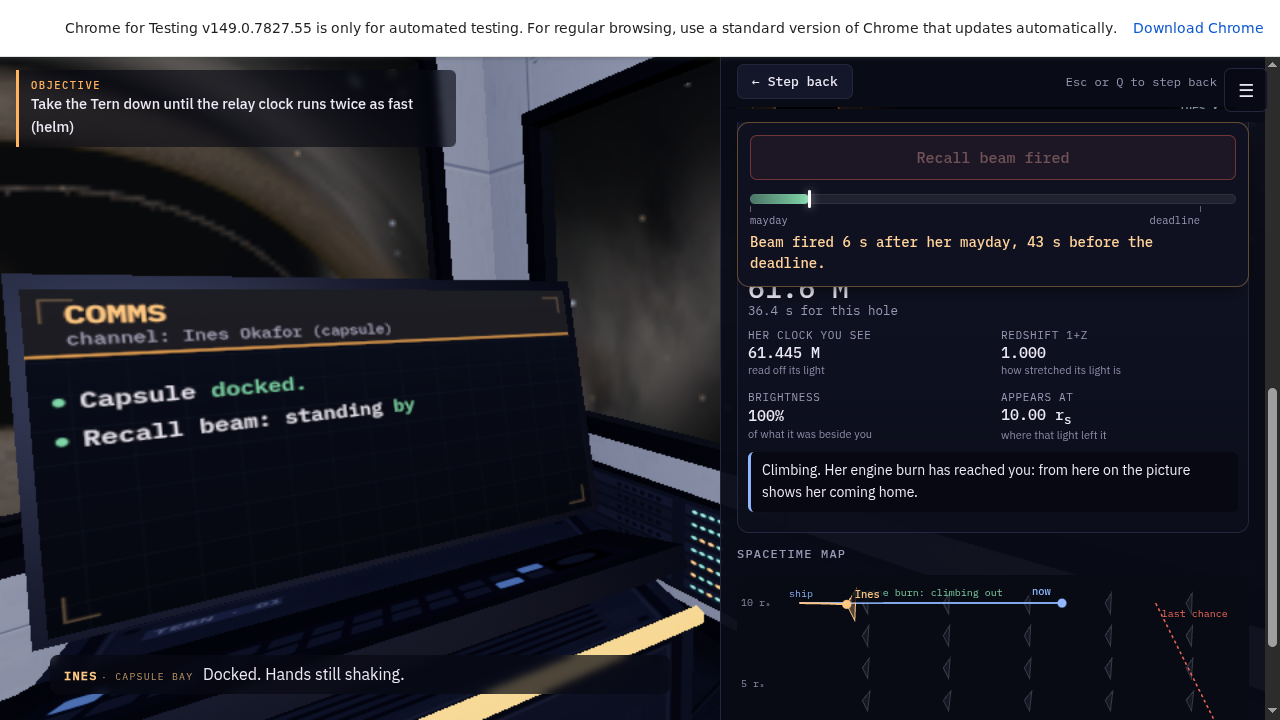 Chrome for Testing v149.0.7827.55 is only for automated testing. For regular browsing, use a standard version of Chrome that updates automatically. Download Chrome
OBJECTIVE
Take the Tern down until the relay clock runs twice as fast
(helm)
COMMS
channel: Ines Okafor (capsule)
Capsule docked.
Recall beam: standing by
TERN
INES · CAPSULE BAY Docked. Hands still shaking.
← Step back
Esc or Q to step back
☰
Recall beam fired
mayday
deadline
Beam fired 6 s after her mayday, 43 s before the
deadline.
61.6 M
36.4 s for this hole
HER CLOCK YOU SEE
61.445 M
read off its light
REDSHIFT 1+Z
1.000
how stretched its light is
BRIGHTNESS
100%
of what it was beside you
APPEARS AT
10.00 rs
where that light left it
Climbing. Her engine burn has reached you: from here on the picture
shows her coming home.
SPACETIME MAP
ship
Ines
e burn: climbing out
now
10 rs
last chance
5 rs